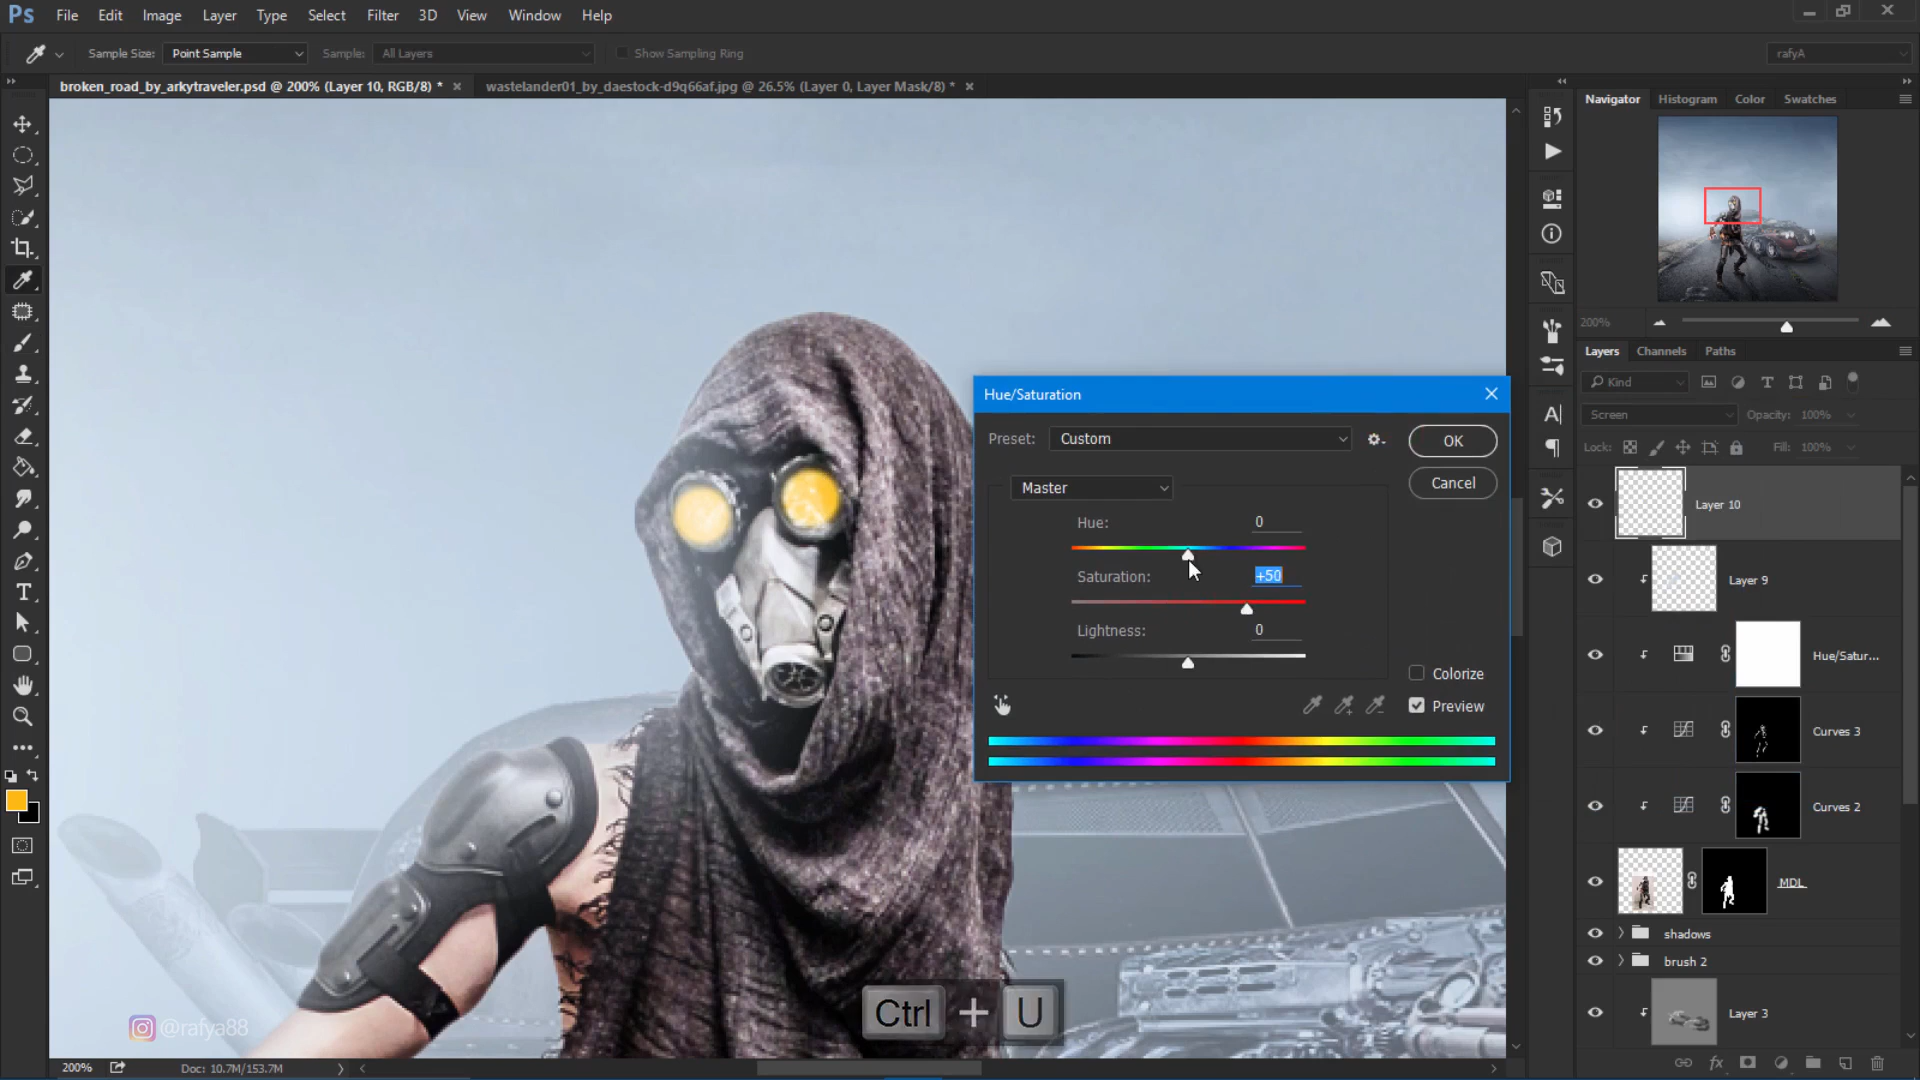 Ps File Edit Image Layer Type Select Filter 3D View Window Help
Sample Size: Point Sample Sample: All Layers Show Sampling Ring rafyA
broken_road_by_arkytraveler.psd @ 200% (Layer 10, RGB/8) * wastelander01_by_daestock-d9q66af.jpg @ 26.5% (Layer 0, Layer Mask/8) *
Navigator Histogram Color Swatches
200%
Layers Channels Paths
Kind
Screen Opacity: 100%
Lock: Fill: 100%
Layer 10
Layer 9
Hue/Satur...
Curves 3
Curves 2
MDL
shadows
brush 2
Layer 3
Hue/Saturation
Preset: Custom OK
Cancel
Master
Hue: 0
Saturation: +50
Lightness: 0
Colorize
Preview
Ctrl + U
@rafya88
200% Doc: 10.7M/153.7M